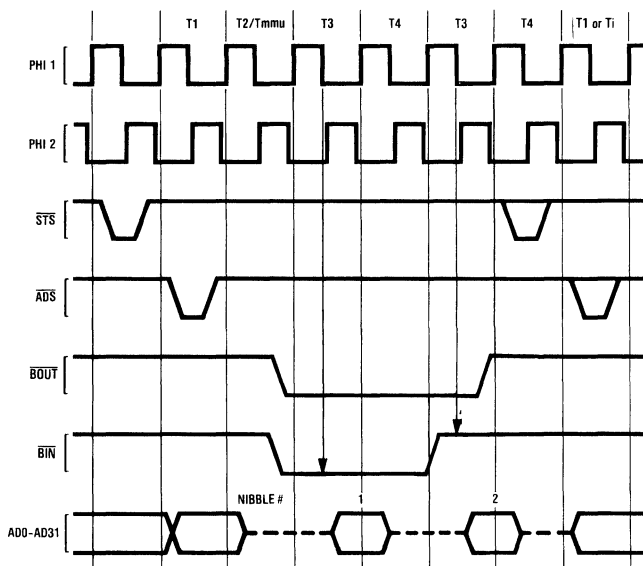 T1 T2/Tmmu T3 T4 T3 T4 T1 or Ti
PHI 1
PHI 2
STS
ADS
BOUT
BIN
NIBBLE # 1 2
AD0-AD31